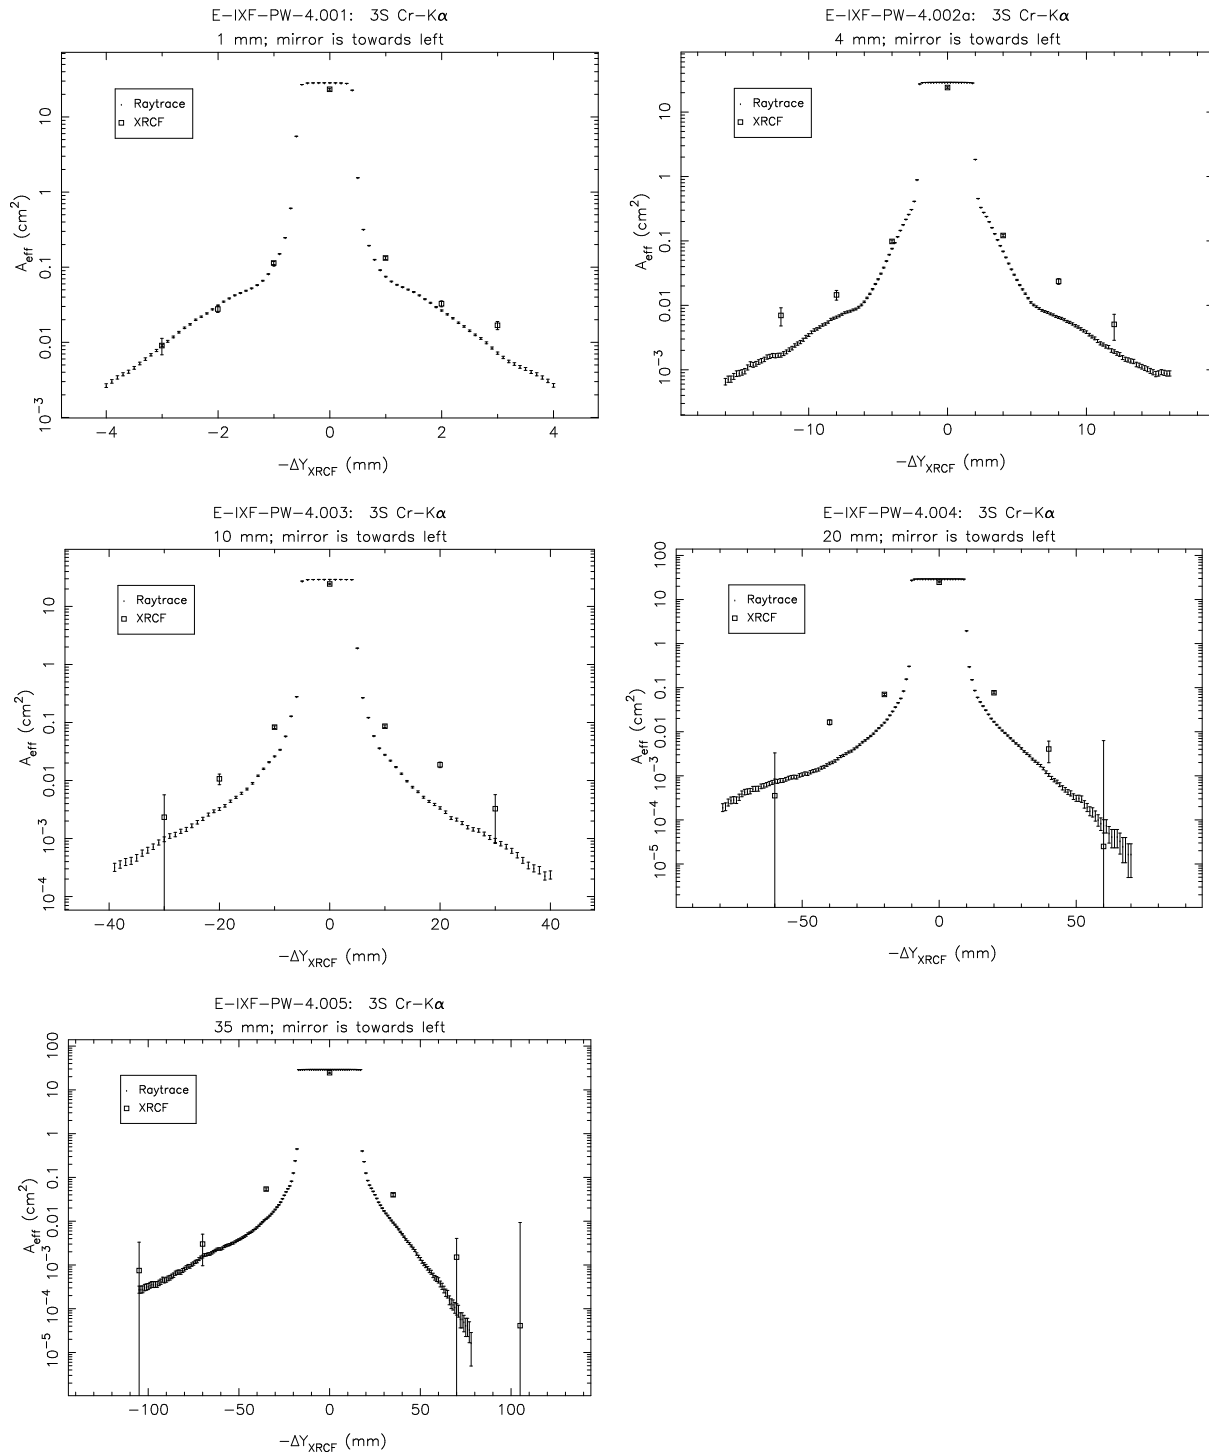 E-IXF-PW-4.001: 3S Cr-Kα
1 mm; mirror is towards left
Raytrace
XRCF
A_eff (cm²)
10 1 0.1 0.01 10⁻³
−4 −2 0 2 4
−ΔY_XRCF (mm)
E-IXF-PW-4.002a: 3S Cr-Kα
4 mm; mirror is towards left
Raytrace
XRCF
A_eff (cm²)
10 1 0.1 0.01 10⁻³
−10 0 10
−ΔY_XRCF (mm)
E-IXF-PW-4.003: 3S Cr-Kα
10 mm; mirror is towards left
Raytrace
XRCF
A_eff (cm²)
10 1 0.1 0.01 10⁻³ 10⁻⁴
−40 −20 0 20 40
−ΔY_XRCF (mm)
E-IXF-PW-4.004: 3S Cr-Kα
20 mm; mirror is towards left
Raytrace
XRCF
A_eff (cm²)
100 10 1 0.1 0.01 10⁻³ 10⁻⁴ 10⁻⁵
−50 0 50
−ΔY_XRCF (mm)
E-IXF-PW-4.005: 3S Cr-Kα
35 mm; mirror is towards left
Raytrace
XRCF
A_eff (cm²)
100 10 1 0.1 0.01 10⁻³ 10⁻⁴ 10⁻⁵
−100 −50 0 50 100
−ΔY_XRCF (mm)